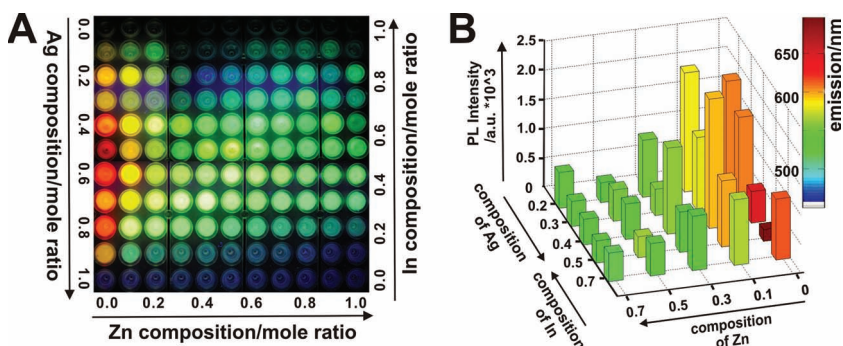 A
Ag composition/mole ratio
0.0
0.2
0.4
0.6
0.8
1.0
1.0
0.8
0.6
0.4
0.2
0.0
In composition/mole ratio
0.0 0.2 0.4 0.6 0.8 1.0
Zn composition/mole ratio
B
PL Intensity
/a.u. *10^3
2.5
2.0
1.5
1.0
0.5
0
0.2
0.3
0.4
0.5
0.7
composition
of Ag
composition
of In
0.7 0.5 0.3 0.1 0
composition
of Zn
650
600
500
emission/nm